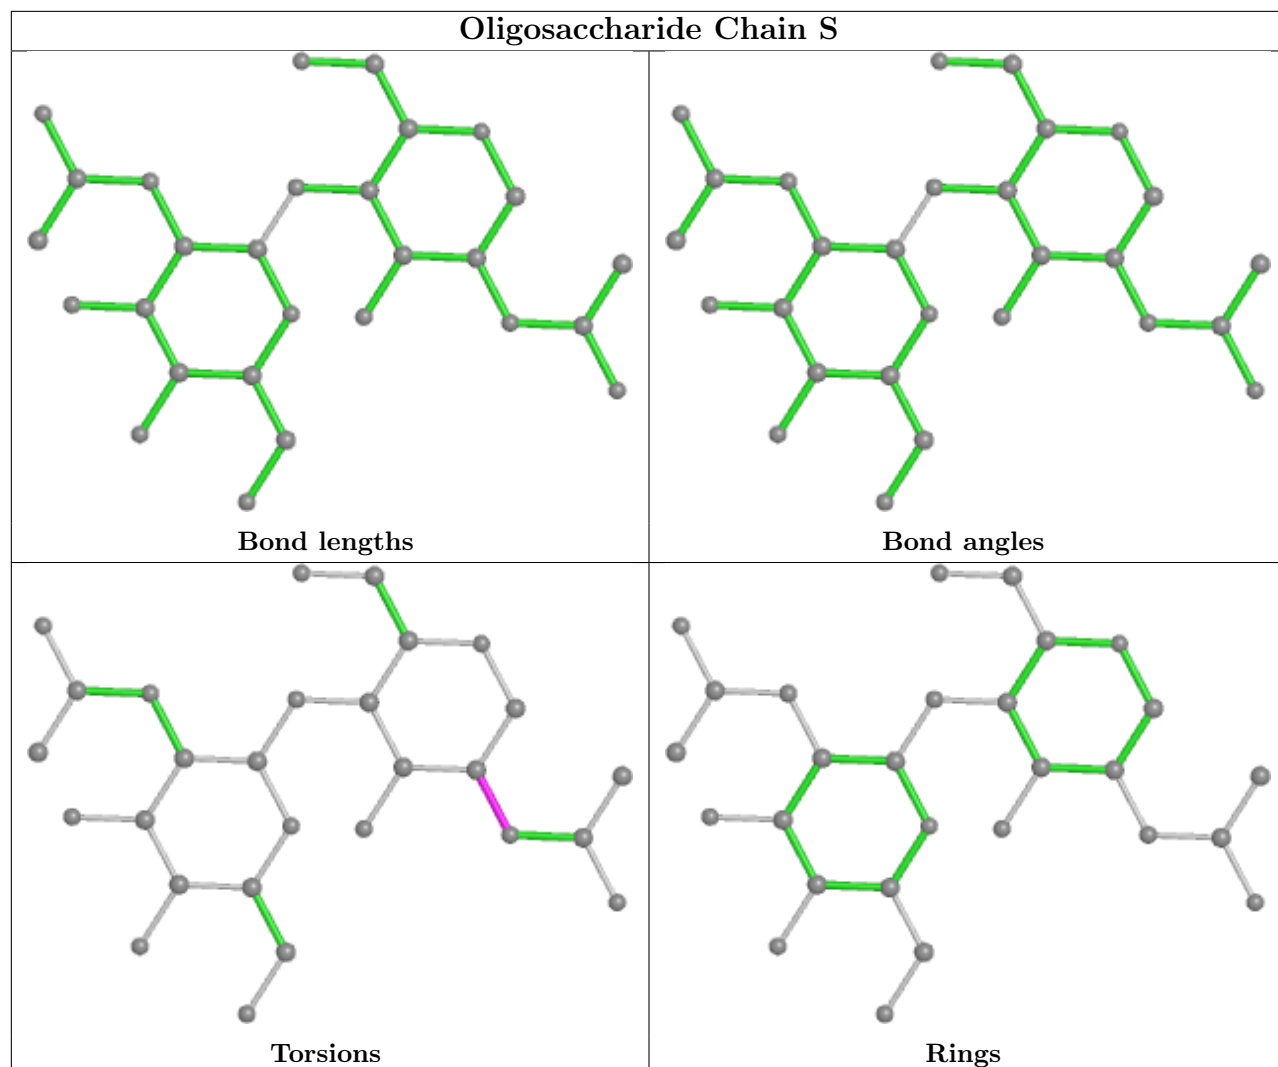 Oligosaccharide Chain S
Bond lengths
Bond angles
Torsions
Rings